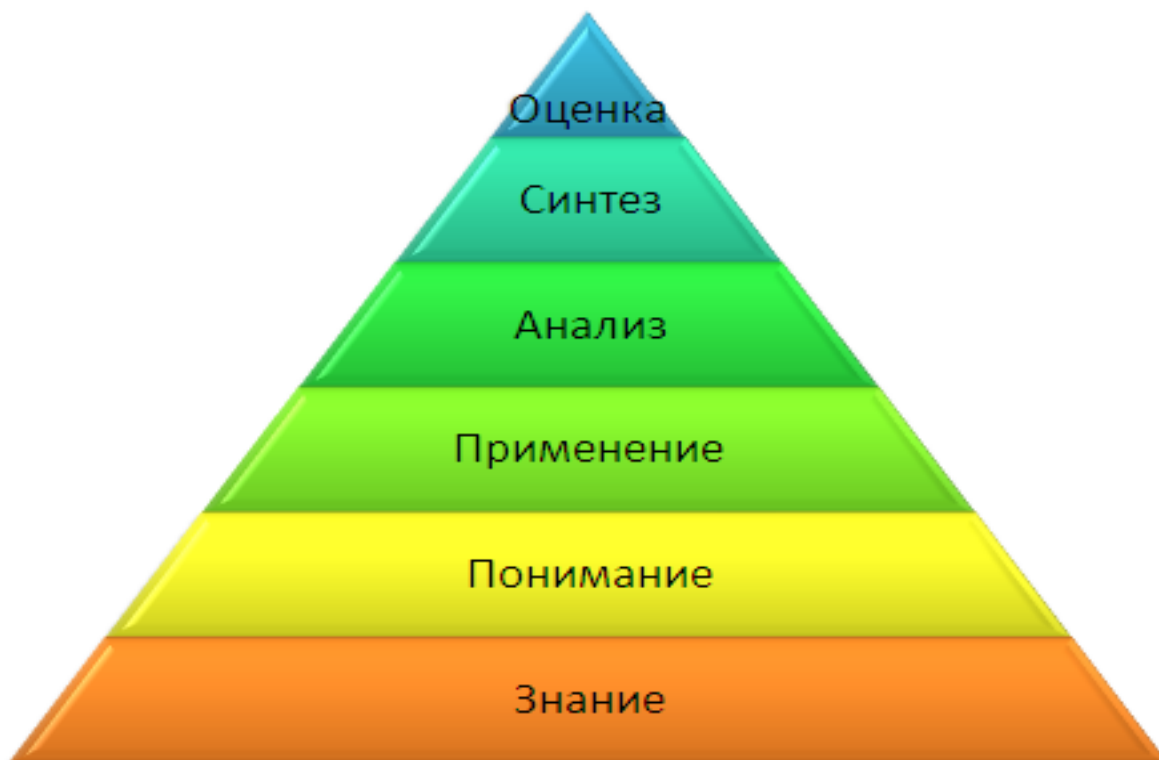 Оценка
Синтез
Анализ
Применение
Понимание
Знание